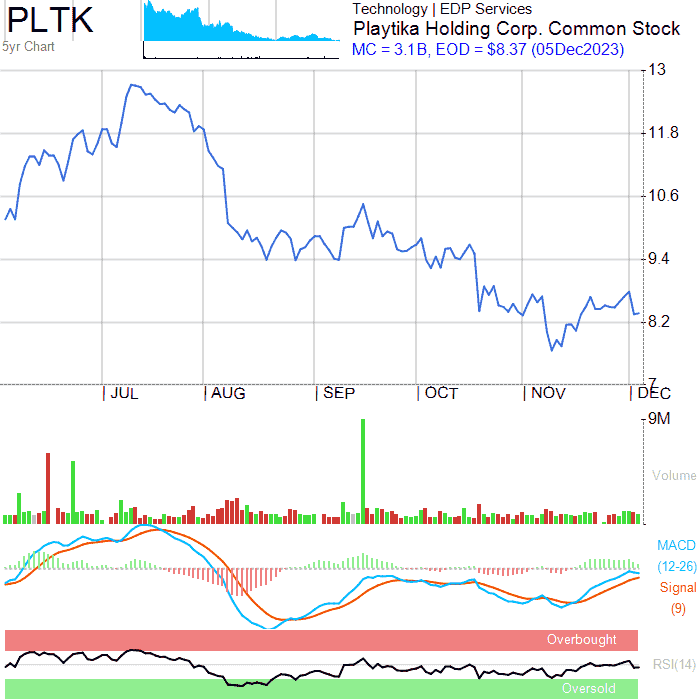 PLTK
5yr Chart
Technology | EDP Services
Playtika Holding Corp. Common Stock
MC = 3.1B, EOD = $8.37 (05Dec2023)
13
11.8
10.6
9.4
8.2
7
JUL
AUG
SEP
OCT
NOV
DEC
9M
Volume
MACD
(12-26)
Signal
(9)
Overbought
RSI(14)
Oversold